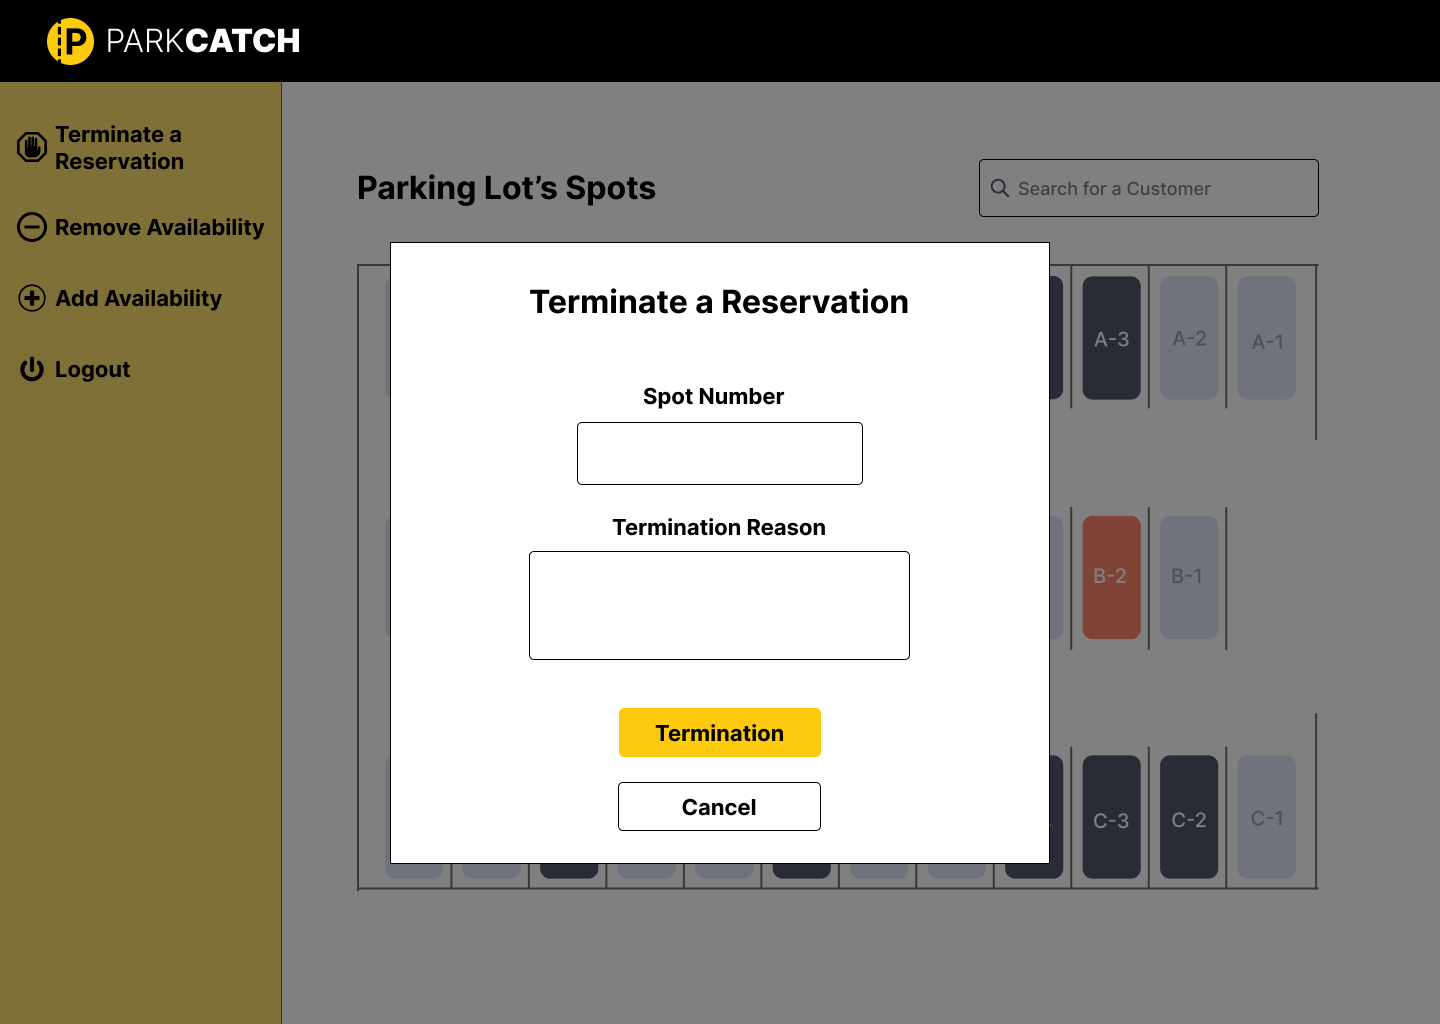 PARKCATCH
Terminate a
Reservation
Remove Availability
Add Availability
Logout
Parking Lot’s Spots
Search for a Customer
A-3
A-2
A-1
B-2
B-1
C-3
C-2
C-1
Terminate a Reservation
Spot Number
Termination Reason
Termination
Cancel